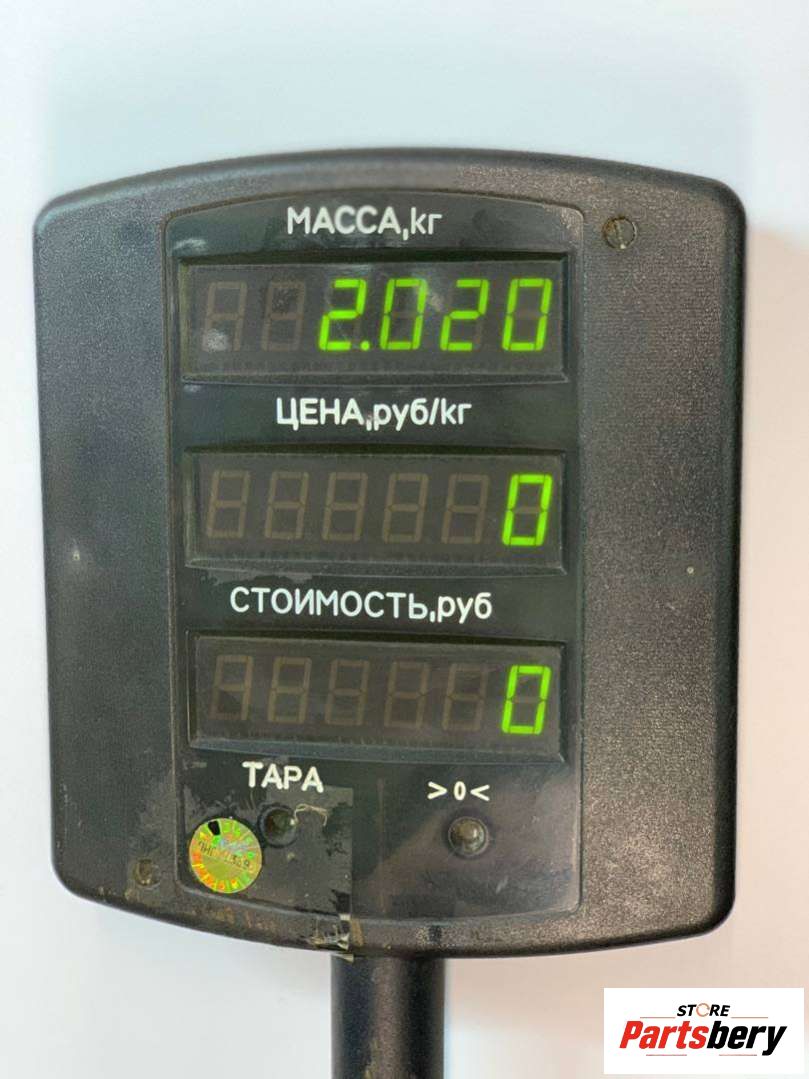 МАССА,кг
2.020
ЦЕНА,руб/кг
0
СТОИМОСТЬ,руб
0
ТАРА >0<
STORE
Partsbery